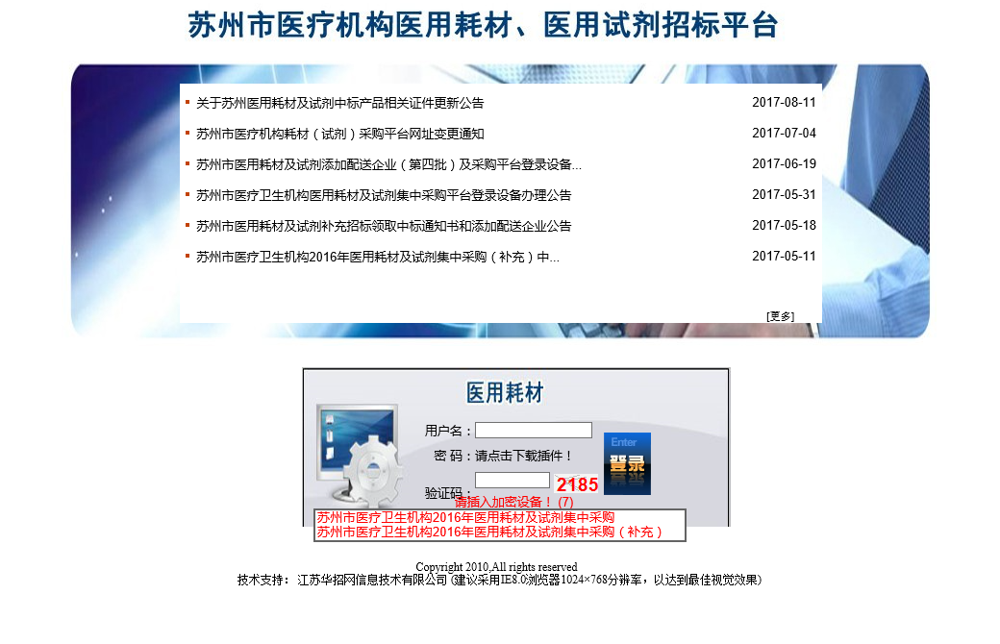 苏州市医疗机构医用耗材、医用试剂招标平台
关于苏州医用耗材及试剂中标产品相关证件更新公告 2017-08-11
苏州市医疗机构耗材（试剂）采购平台网址变更通知 2017-07-04
苏州市医用耗材及试剂添加配送企业（第四批）及采购平台登录设备... 2017-06-19
苏州市医疗卫生机构医用耗材及试剂集中采购平台登录设备办理公告 2017-05-31
苏州市医用耗材及试剂补充招标领取中标通知书和添加配送企业公告 2017-05-18
苏州市医疗卫生机构2016年医用耗材及试剂集中采购（补充）中... 2017-05-11
[更多]
医用耗材
用户名：
密 码：请点击下载插件！
Enter
登录
验证码： 2185
请插入加密设备！ (7)
苏州市医疗卫生机构2016年医用耗材及试剂集中采购
苏州市医疗卫生机构2016年医用耗材及试剂集中采购（补充）
Copyright 2010,All rights reserved
技术支持： 江苏华招网信息技术有限公司 (建议采用IE8.0浏览器1024×768分辨率，以达到最佳视觉效果)